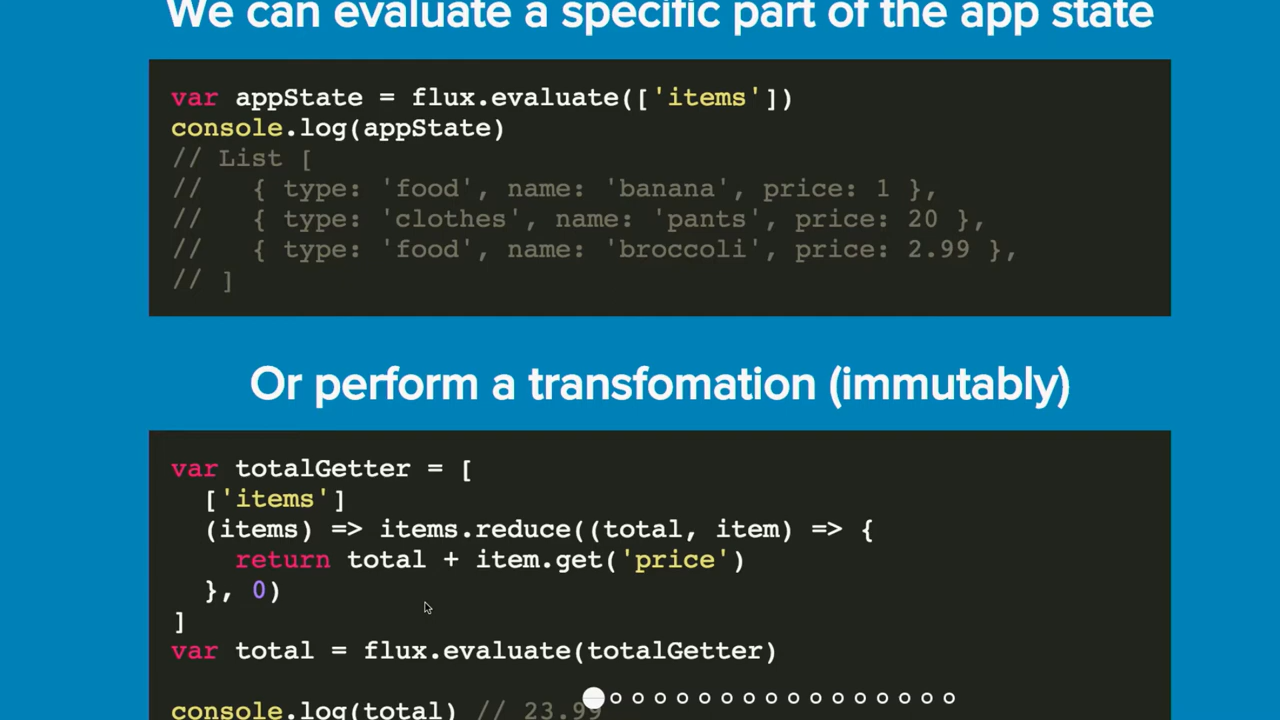 We can evaluate a specific part of the app state
var appState = flux.evaluate(['items'])
console.log(appState)
// List [
//   { type: 'food', name: 'banana', price: 1 },
//   { type: 'clothes', name: 'pants', price: 20 },
//   { type: 'food', name: 'broccoli', price: 2.99 },
// ]
Or perform a transfomation (immutably)
var totalGetter = [
  ['items']
  (items) => items.reduce((total, item) => {
    return total + item.get('price')
  }, 0)
]
var total = flux.evaluate(totalGetter)
console.log(total) // 23.99